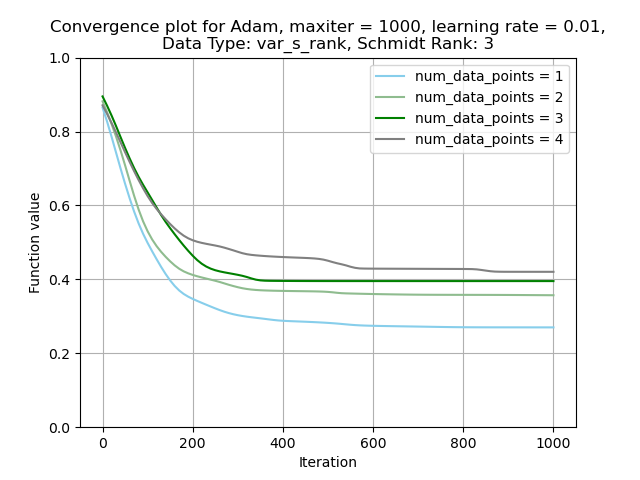 Convergence plot for Adam, maxiter = 1000, learning rate = 0.01,
Data Type: var_s_rank, Schmidt Rank: 3
num_data_points = 1
num_data_points = 2
num_data_points = 3
num_data_points = 4
Function value
1.0
0.8
0.6
0.4
0.2
0.0
0 200 400 600 800 1000
Iteration